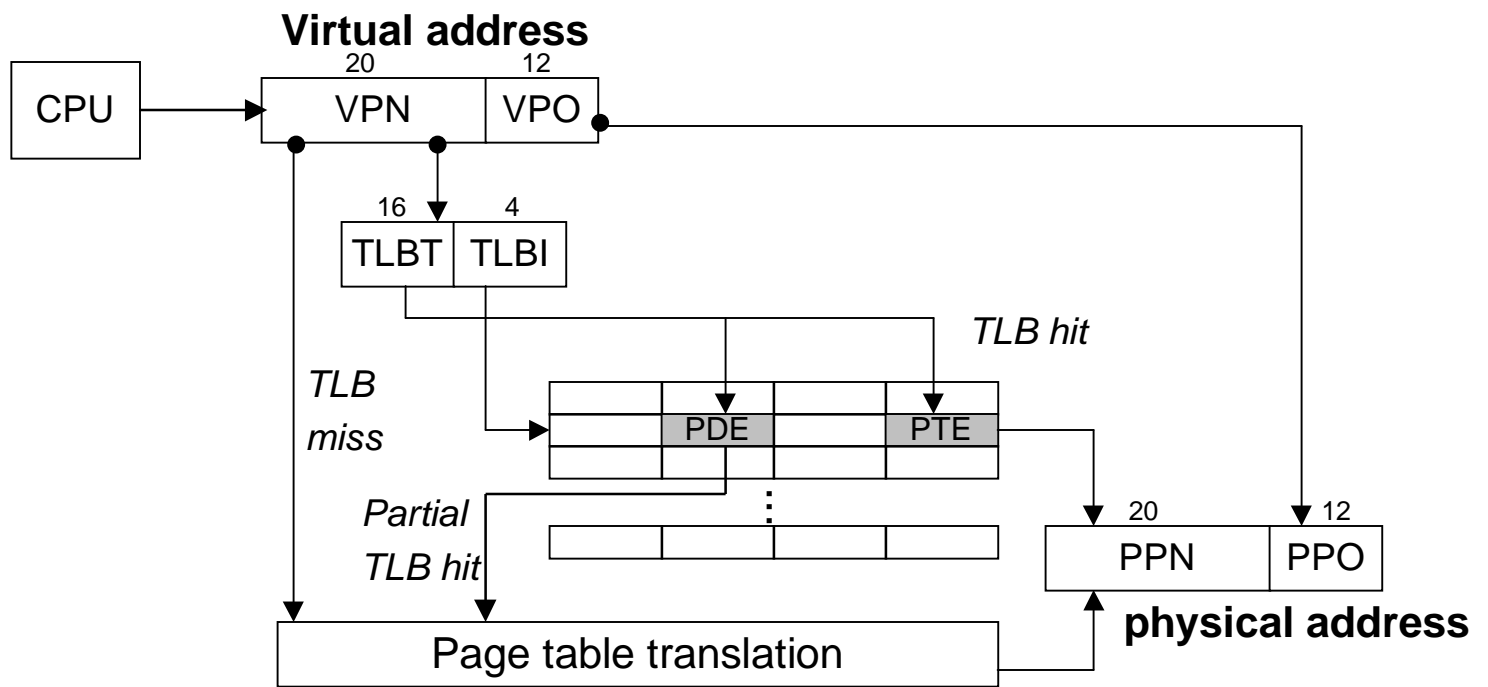 Virtual address
20 12
CPU VPN VPO
16 4
TLBT TLBI
TLB hit
TLB
miss
PDE PTE
Partial
TLB hit
...
20 12
PPN PPO
physical address
Page table translation